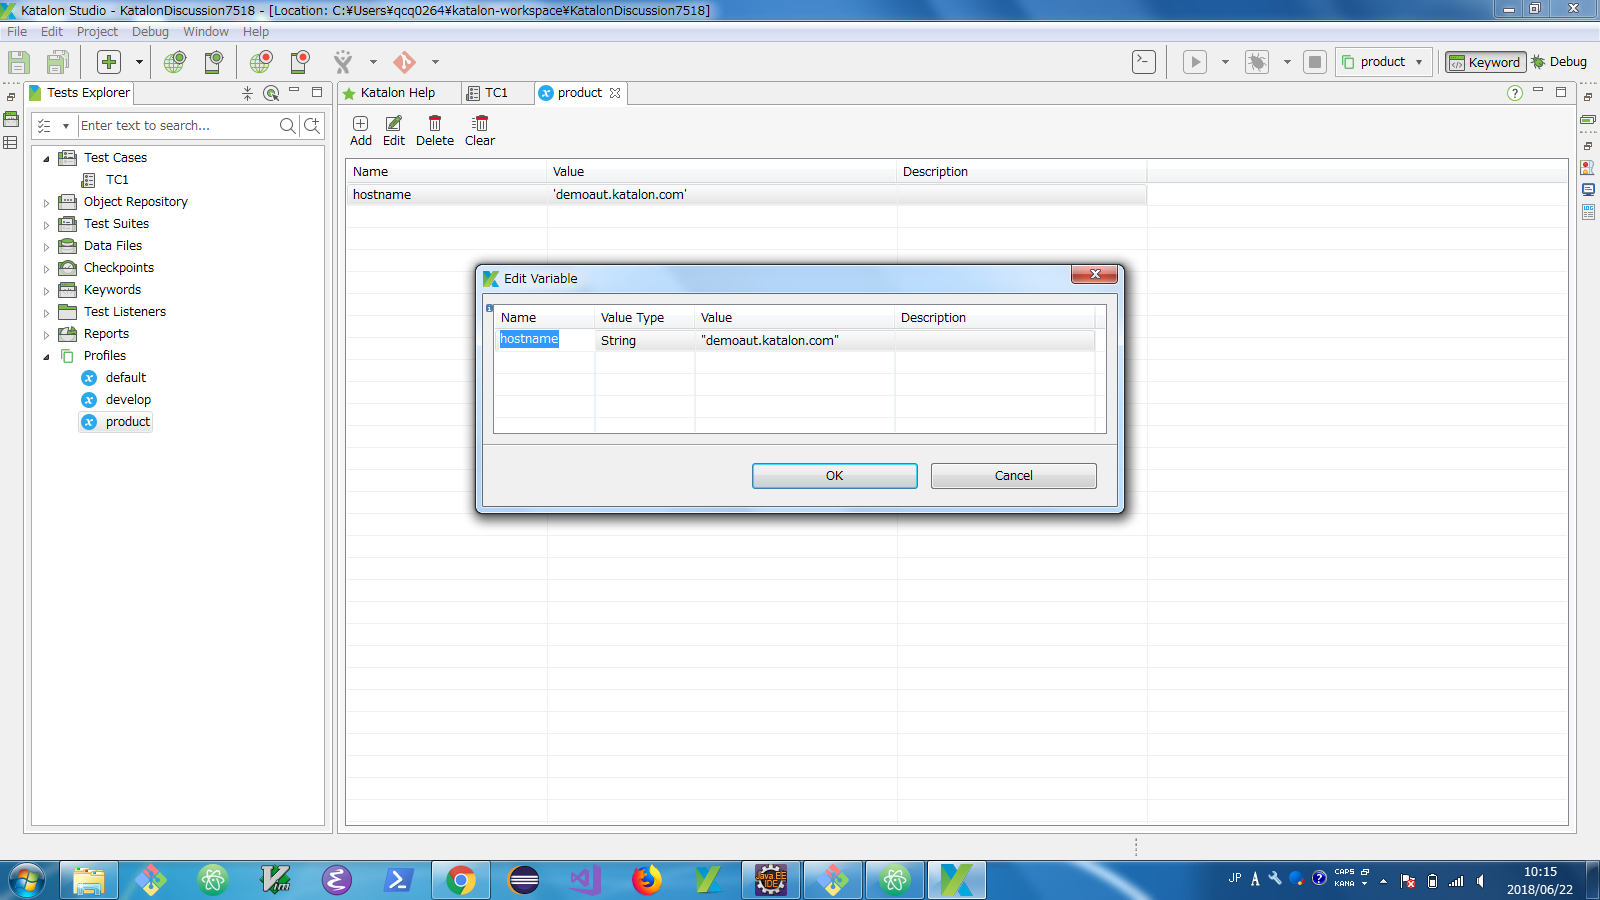 Katalon Studio - KatalonDiscussion7518 - [Location: C:¥Users¥qcq0264¥katalon-workspace¥KatalonDiscussion7518]
File Edit Project Debug Window Help
product
Keyword
Debug
Tests Explorer
Katalon Help
TC1
product
Enter text to search...
Add
Edit
Delete
Clear
Test Cases
TC1
Object Repository
Test Suites
Data Files
Checkpoints
Keywords
Test Listeners
Reports
Profiles
default
develop
product
Name Value Description
hostname 'demoaut.katalon.com'
Edit Variable
Name Value Type Value Description
hostname String "demoaut.katalon.com"
OK
Cancel
Vim
Java EE
IDE
JP
A
CAPS
KANA
10:15
2018/06/22